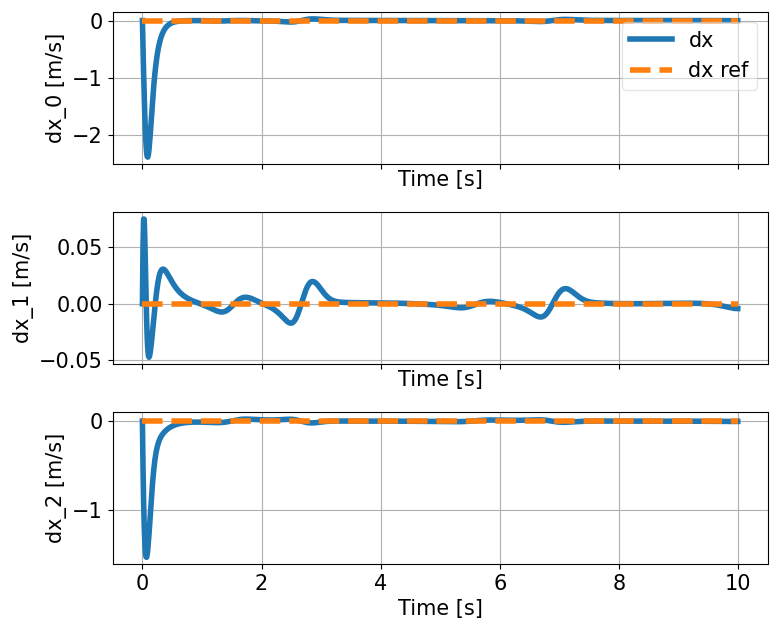 dx_0 [m/s]
0
−1
−2
dx
dx ref
Time [s]
dx_1 [m/s]
0.05
0.00
−0.05
Time [s]
dx_2 [m/s]
0
−1
0 2 4 6 8 10
Time [s]